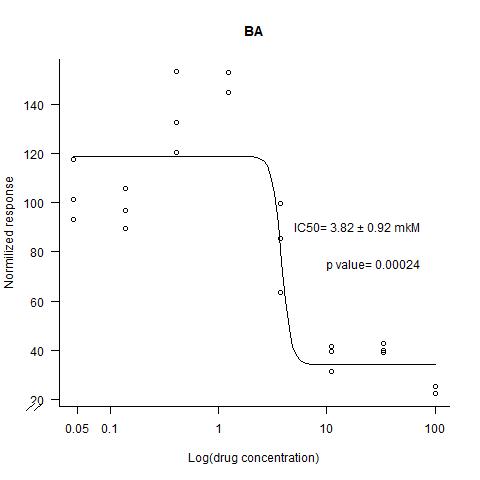 BA
Normilized response
140
120
100
80
60
40
20
IC50= 3.82 ± 0.92 mkM
p value= 0.00024
0.05 0.1 1 10 100
Log(drug concentration)